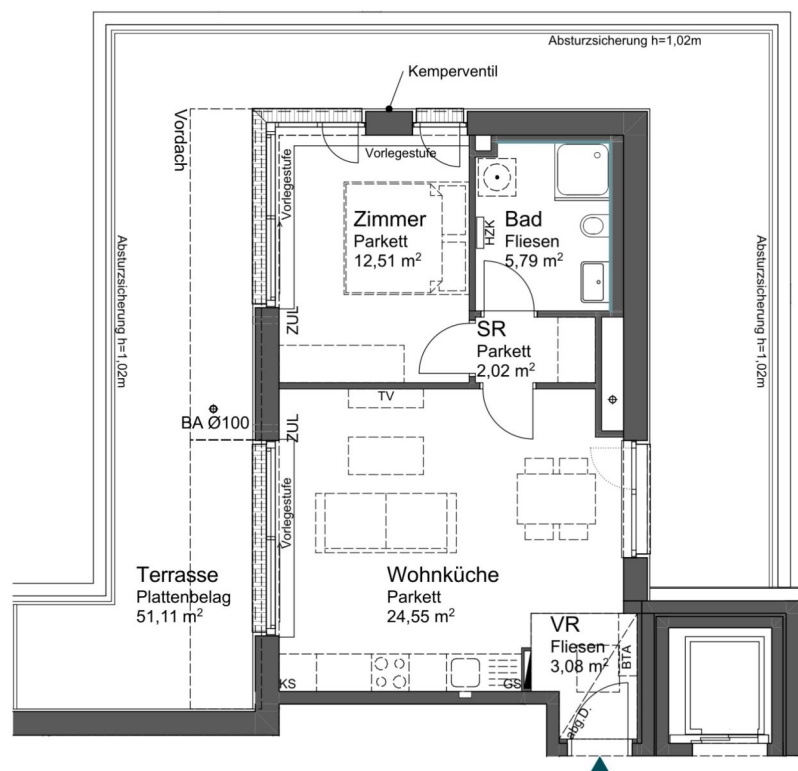 Absturzsicherung h=1,02m
Kemperventil
Vordach
Vorlegestufe
Vorlegestufe
Zimmer
Parkett
12,51 m²
HZK
Bad
Fliesen
5,79 m²
Absturzsicherung h=1,02m
Absturzsicherung h=1,02m
ZUL
SR
Parkett
2,02 m²
TV
BA Ø100
ZUL
Vorlegestufe
Terrasse
Plattenbelag
51,11 m²
Wohnküche
Parkett
24,55 m²
VR
Fliesen
3,08 m²
BTA
KS
GS
abg.D.